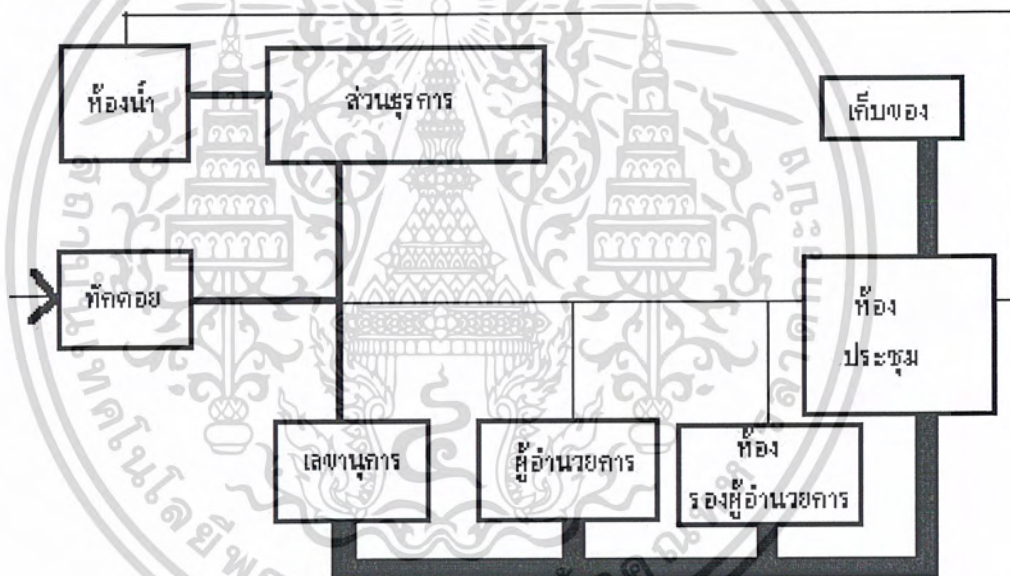 ห้องน้ำ
ส่วนธุรการ
เก็บของ
พักคอย
ห้อง
ประชุม
เลขานุการ
ผู้อำนวยการ
ห้อง
รองผู้อำนวยการ